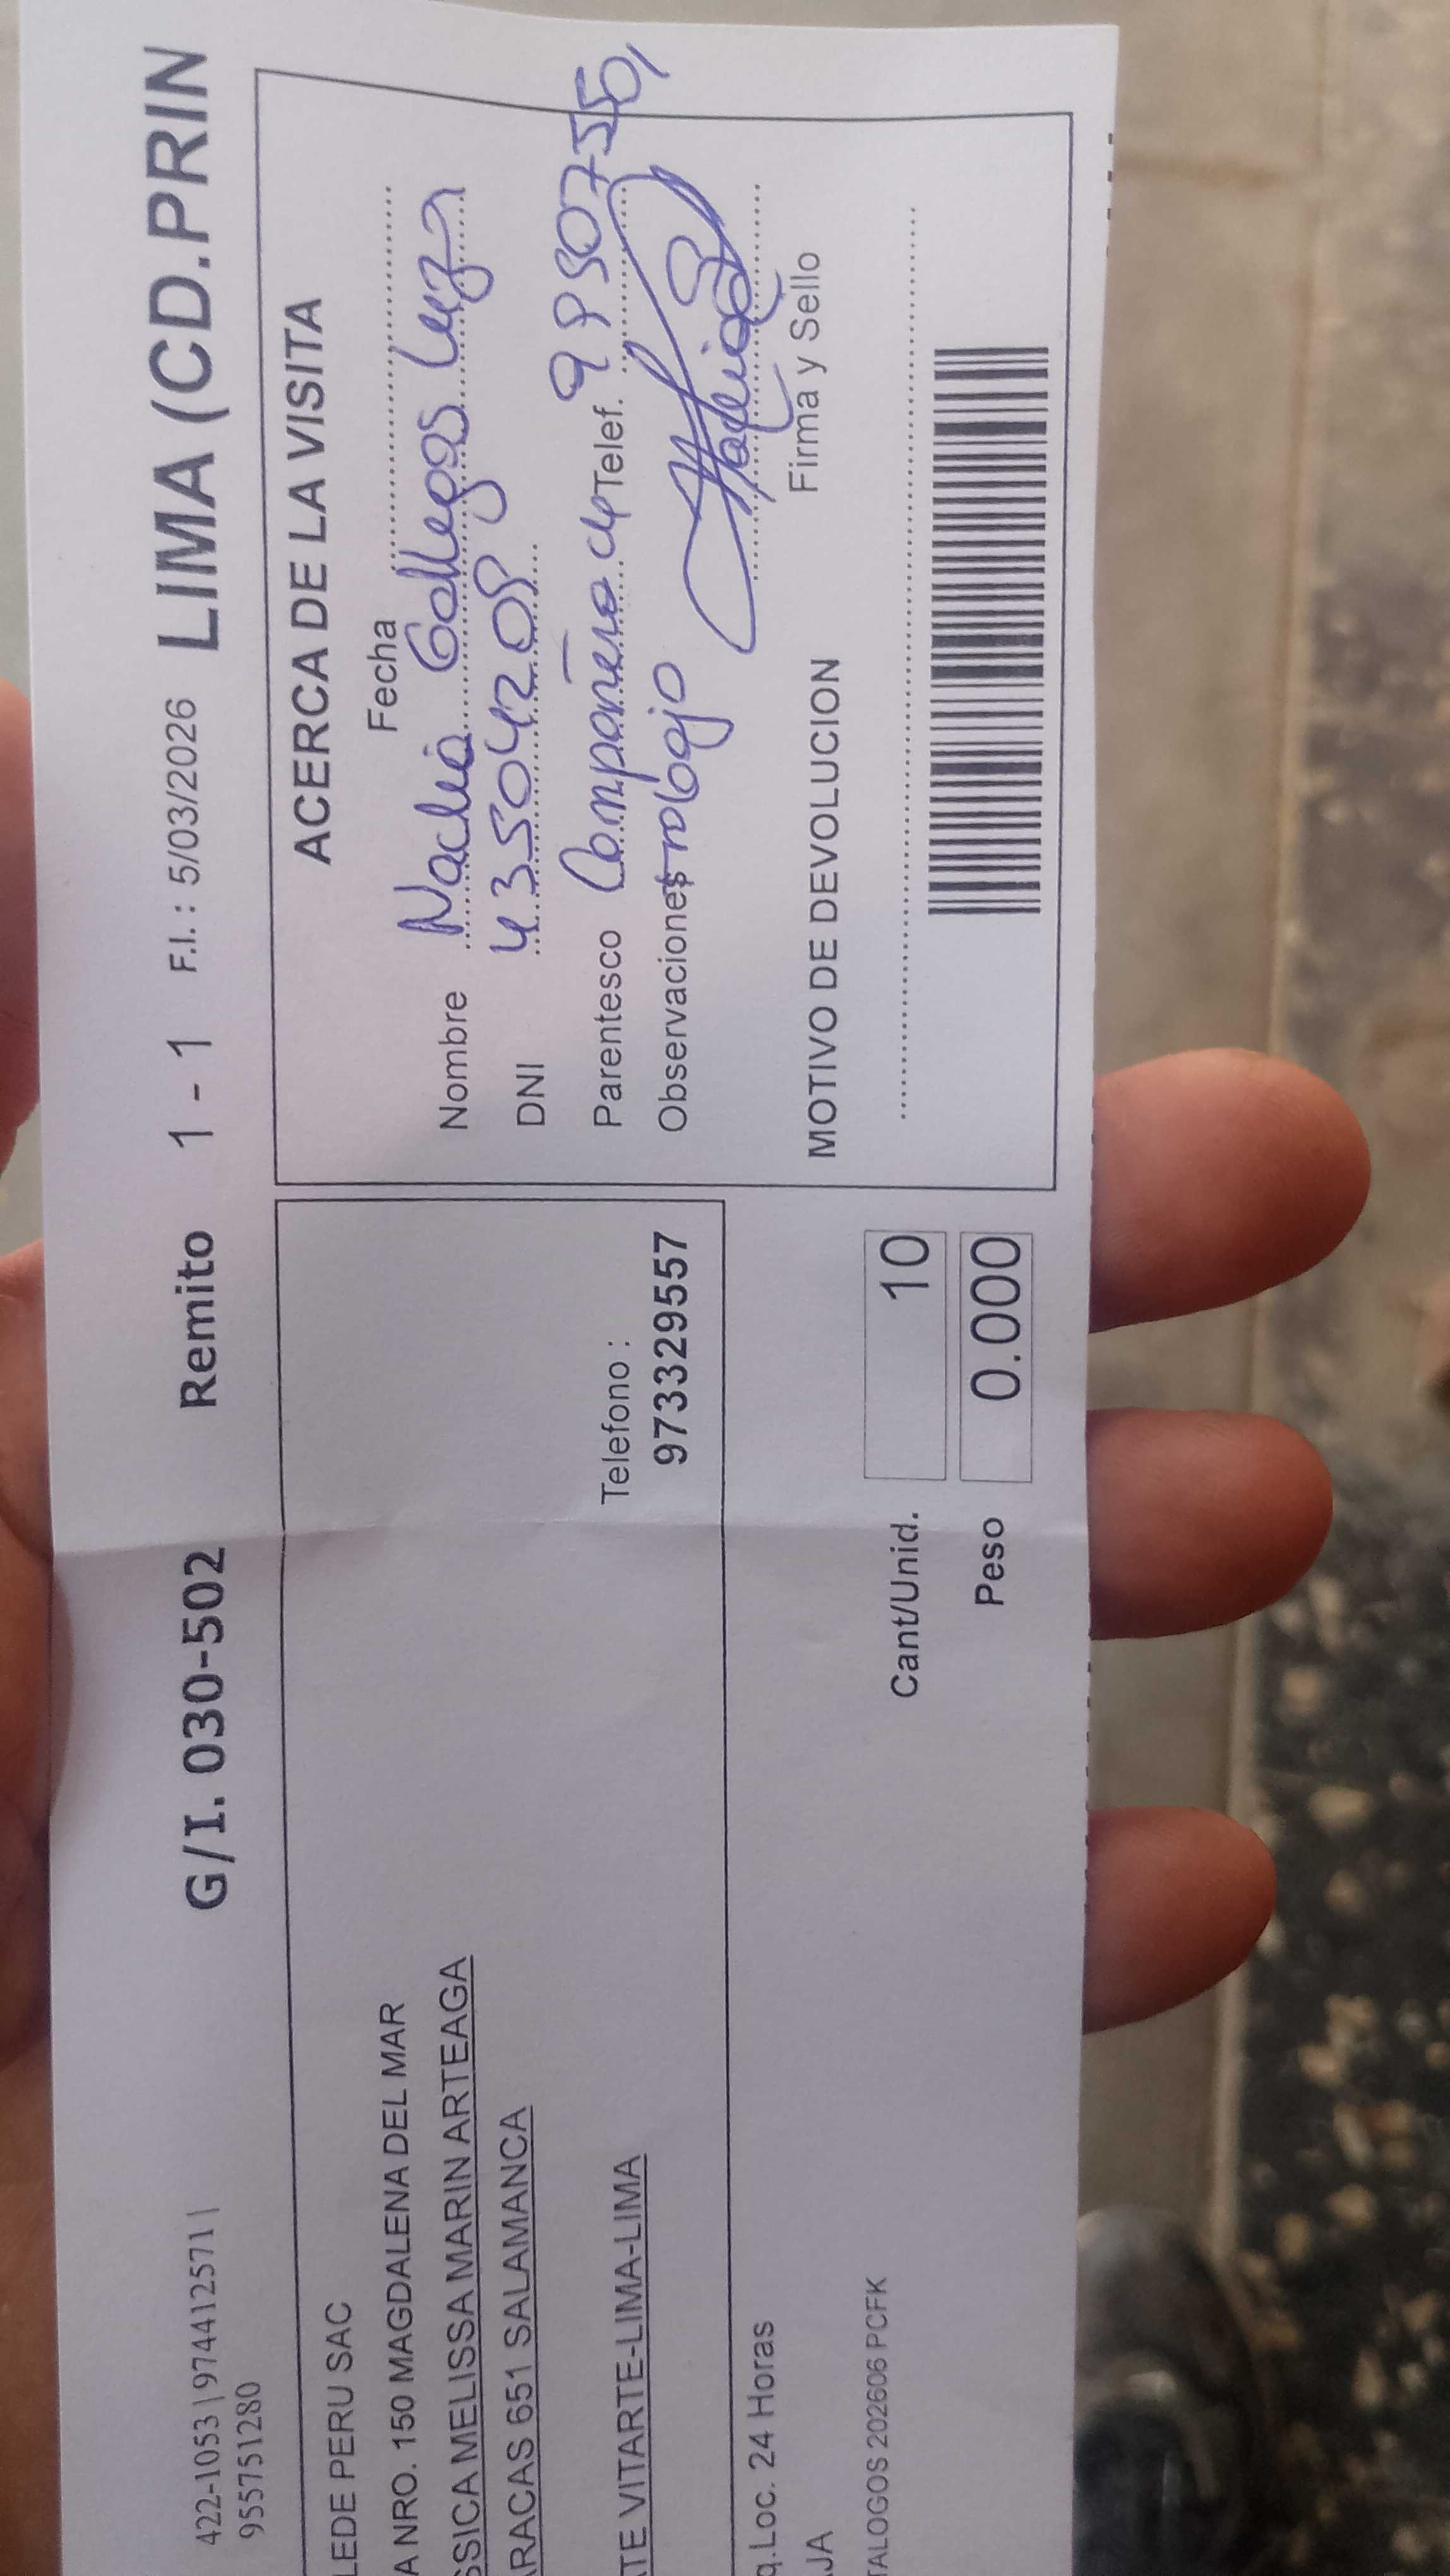 422-1053 | 974412571 |
955751280
G/I. 030-502 Remito 1 - 1 F.I. : 5/03/2026 LIMA (CD.PRIN
LEDE PERU SAC
A NRO. 150 MAGDALENA DEL MAR
SSICA MELISSA MARIN ARTEAGA
RACAS 651 SALAMANCA
TE VITARTE-LIMA-LIMA
Telefono :
973329557
q.Loc. 24 Horas
JA
TALOGOS 202606 PCFK
Cant/Unid. 10
Peso 0.000
ACERCA DE LA VISITA
Fecha
Nombre Nadia Gallegos Luza
DNI 43504208
Parentesco Compañera de Telef.
Observaciones trabajo
Firma y Sello
MOTIVO DE DEVOLUCION